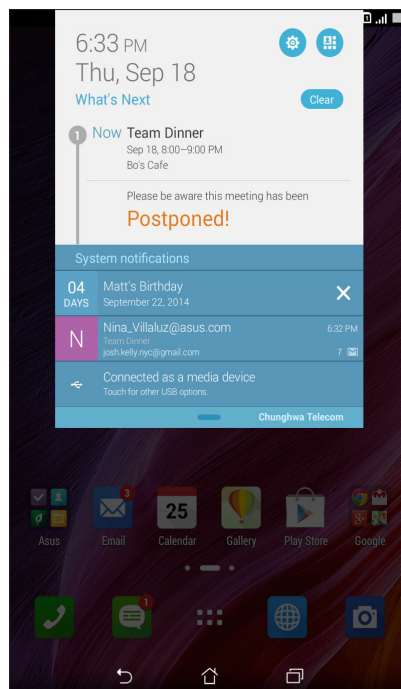 6:33 PM
Thu, Sep 18
What's Next
Clear
1
Now Team Dinner
Sep 18, 8:00–9:00 PM
Bo's Cafe
Please be aware this meeting has been
Postponed!
System notifications
04
DAYS
Matt's Birthday
September 22, 2014
N
Nina_Villaluz@asus.com
6:32 PM
Team Dinner
josh.kelly.nyc@gmail.com
7
Connected as a media device
Touch for other USB options.
Chunghwa Telecom
3
25
Asus
Email
Calendar
Gallery
Play Store
Google
1